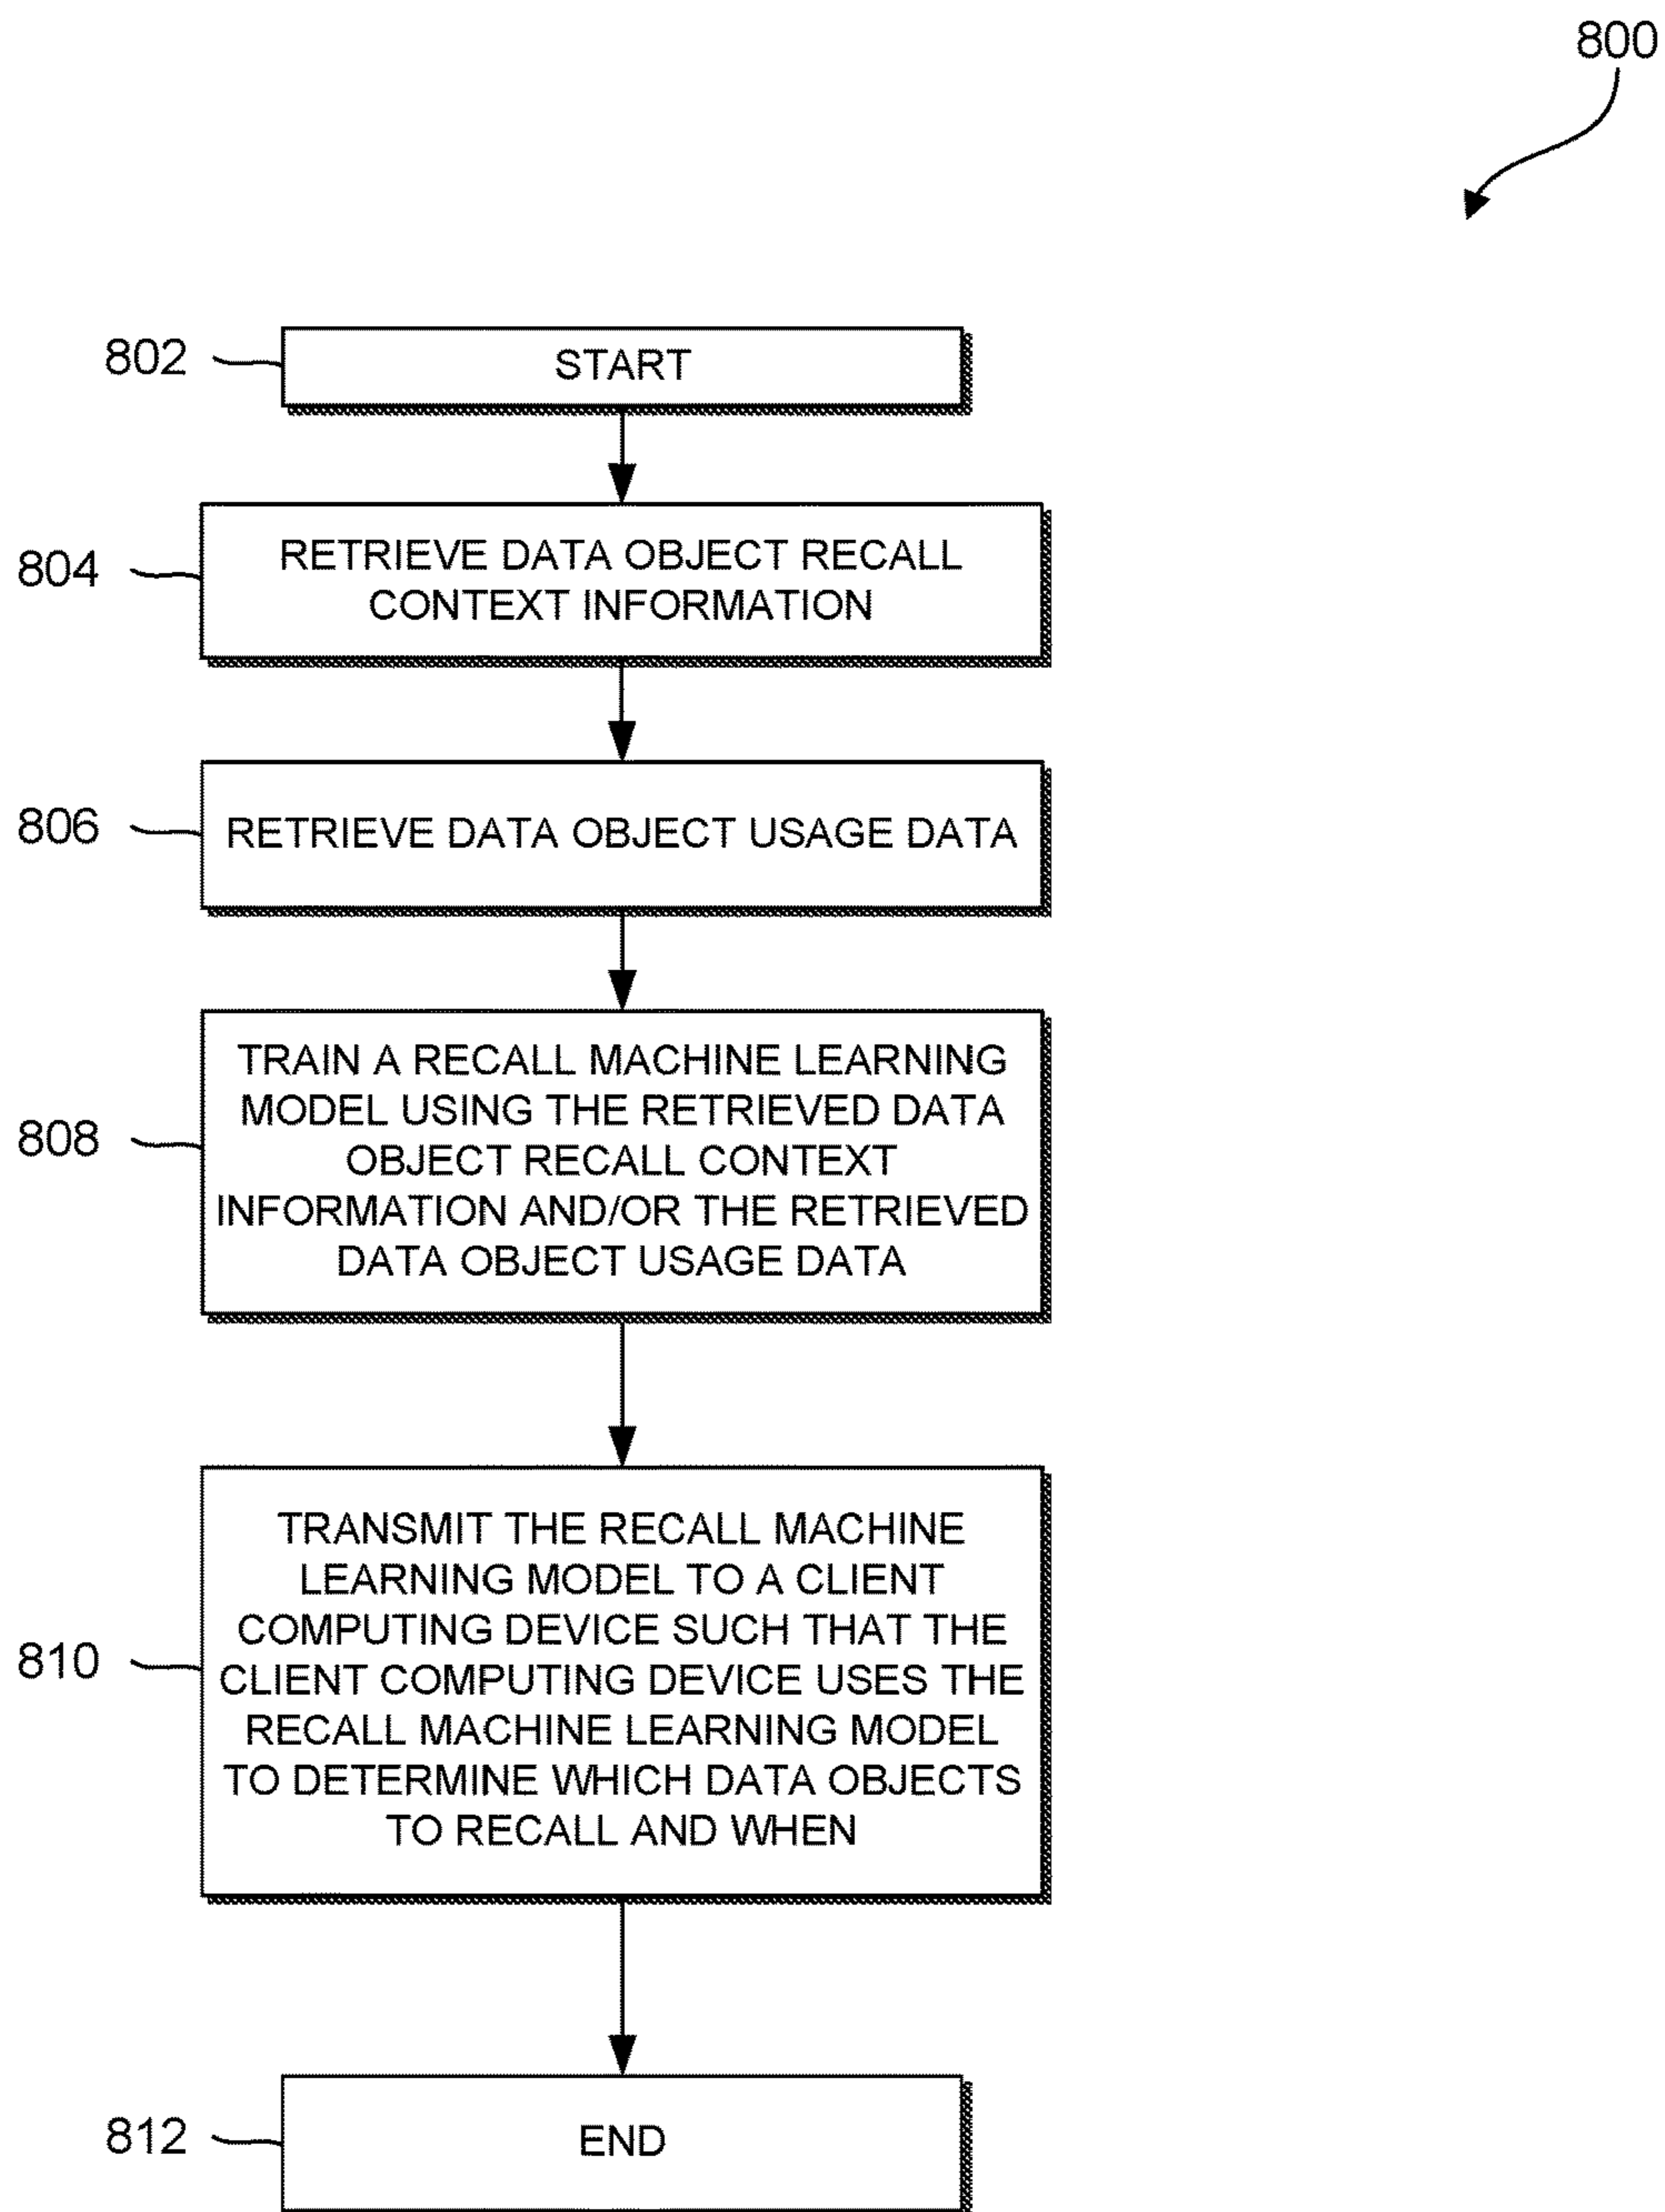 800
802
START
804
RETRIEVE DATA OBJECT RECALL
CONTEXT INFORMATION
806
RETRIEVE DATA OBJECT USAGE DATA
808
TRAIN A RECALL MACHINE LEARNING
MODEL USING THE RETRIEVED DATA
OBJECT RECALL CONTEXT
INFORMATION AND/OR THE RETRIEVED
DATA OBJECT USAGE DATA
810
TRANSMIT THE RECALL MACHINE
LEARNING MODEL TO A CLIENT
COMPUTING DEVICE SUCH THAT THE
CLIENT COMPUTING DEVICE USES THE
RECALL MACHINE LEARNING MODEL
TO DETERMINE WHICH DATA OBJECTS
TO RECALL AND WHEN
812
END